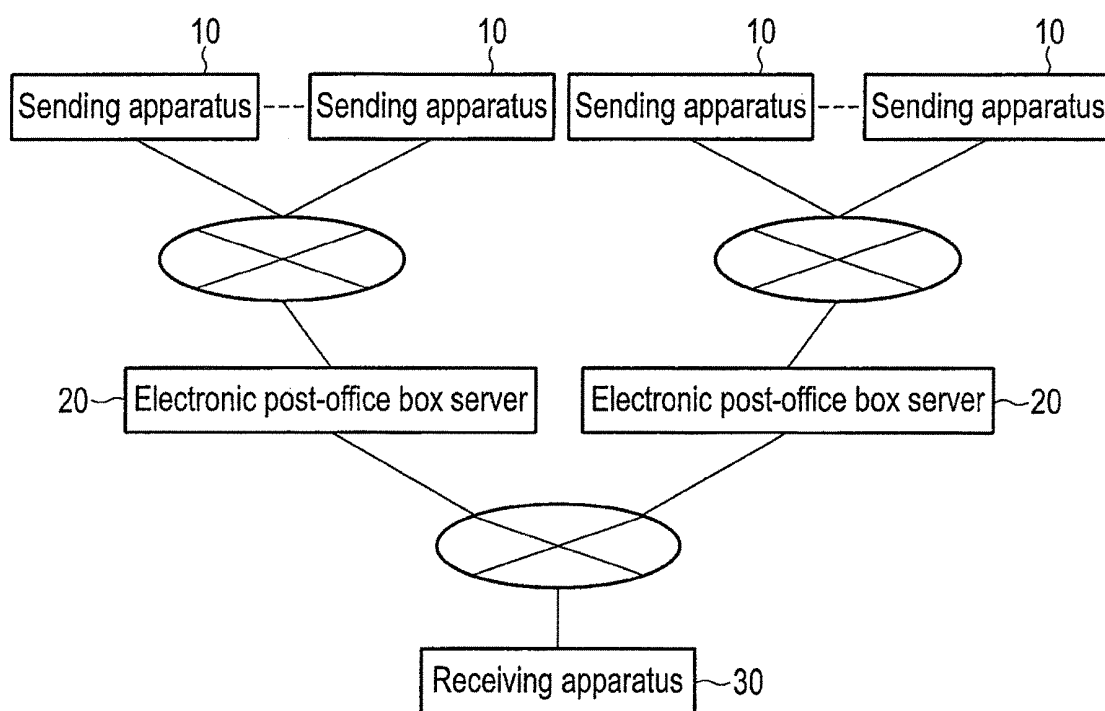 10 10 10 10
Sending apparatus Sending apparatus Sending apparatus Sending apparatus
20 Electronic post-office box server Electronic post-office box server 20
Receiving apparatus 30